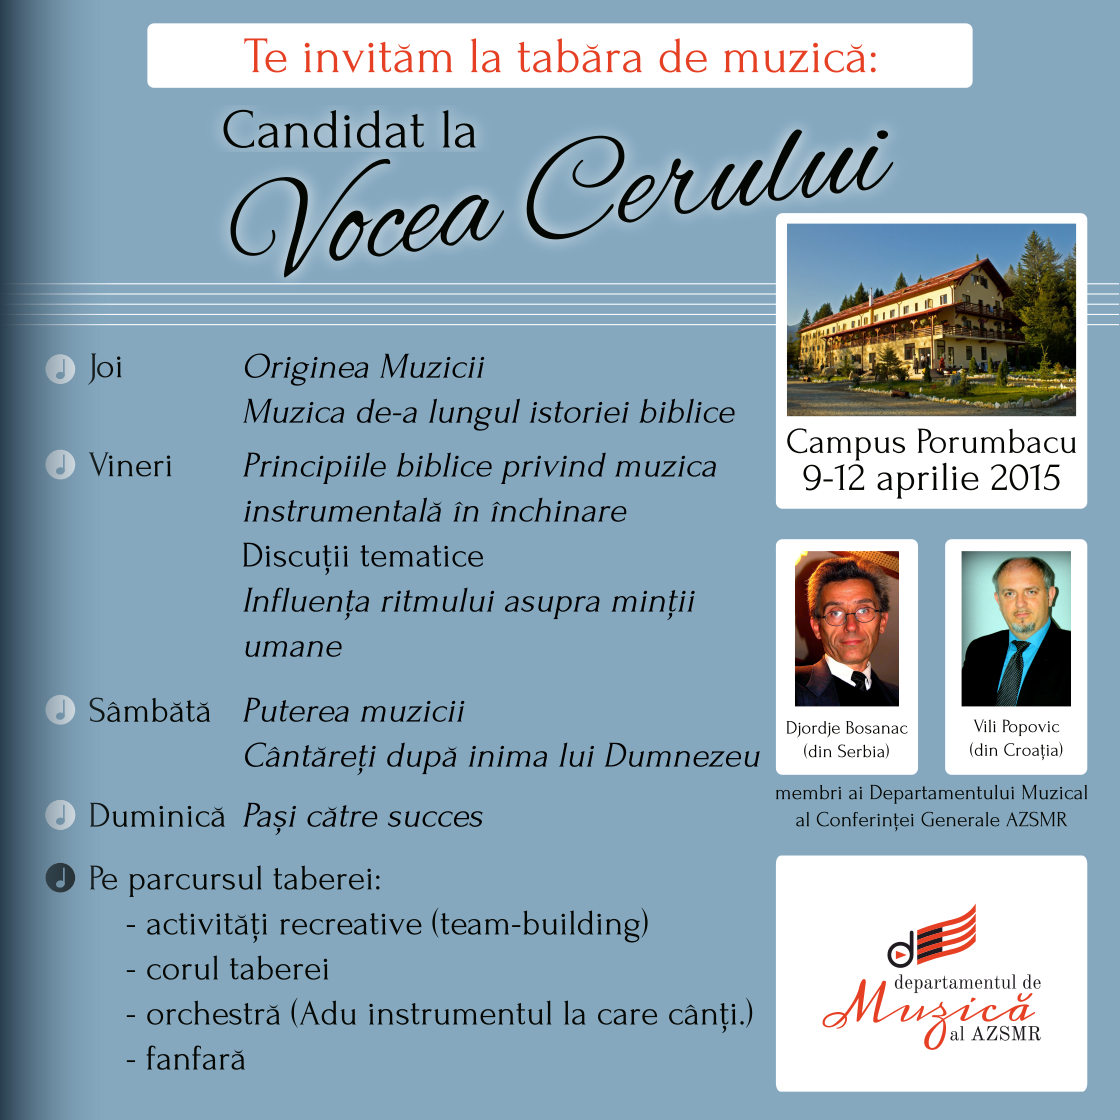 Te invităm la tabăra de muzică:
Candidat la
Vocea Cerului
Joi Originea Muzicii
Muzica de-a lungul istoriei biblice
Vineri Principiile biblice privind muzica
instrumentală în închinare
Discuții tematice
Influența ritmului asupra minții
umane
Sâmbătă Puterea muzicii
Cântăreți după inima lui Dumnezeu
Duminică Pași către succes
Pe parcursul taberei:
- activități recreative (team-building)
- corul taberei
- orchestră (Adu instrumentul la care cânți.)
- fanfară
Campus Porumbacu
9-12 aprilie 2015
Djordje Bosanac
(din Serbia)
Vili Popovic
(din Croația)
membri ai Departamentului Muzical
al Conferinței Generale AZSMR
departamentul de
Muzică
al AZSMR